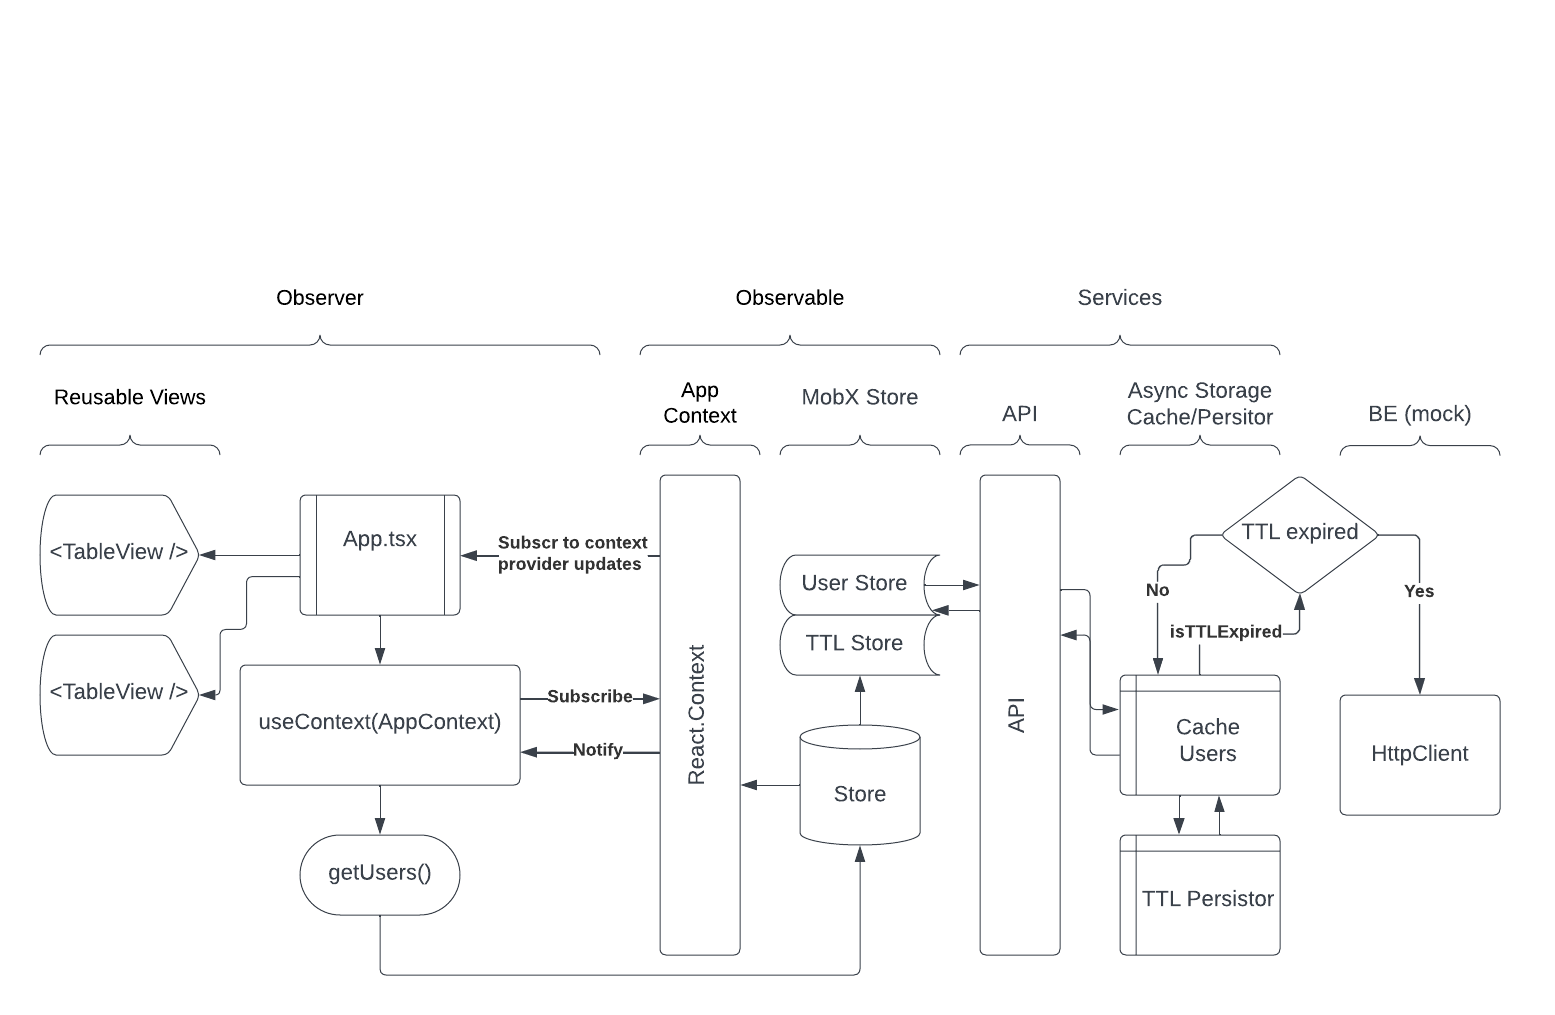 Observer
Observable
Services
Reusable Views
App
Context
MobX Store
API
Async Storage
Cache/Persitor
BE (mock)
<TableView />
App.tsx
Subscr to context
provider updates
User Store
TTL Store
TTL expired
No
Yes
isTTLExpired
<TableView />
useContext(AppContext)
Subscribe
Notify
React.Context
Store
API
Cache
Users
HttpClient
getUsers()
TTL Persistor